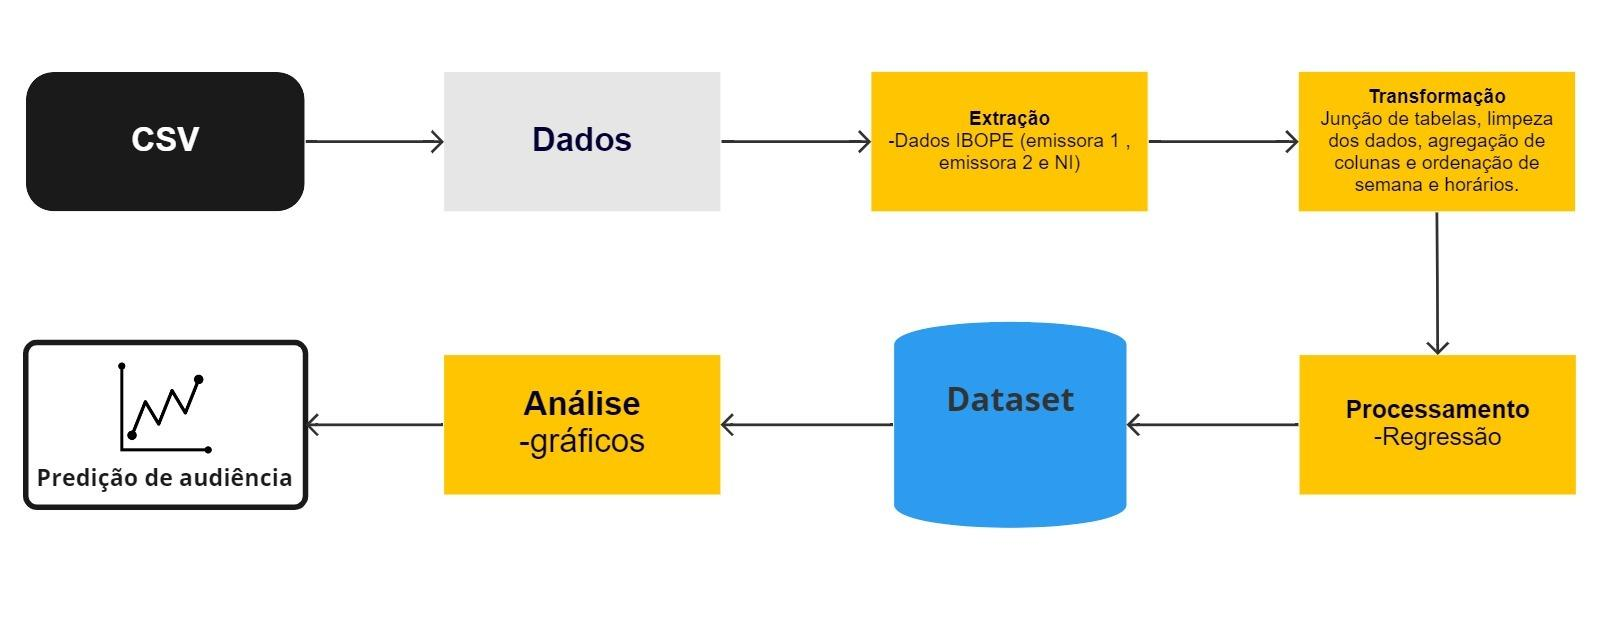 CSV
Dados
Extração
-Dados IBOPE (emissora 1 ,
emissora 2 e NI)
Transformação
Junção de tabelas, limpeza
dos dados, agregação de
colunas e ordenação de
semana e horários.
Predição de audiência
Análise
-gráficos
Dataset
Processamento
-Regressão